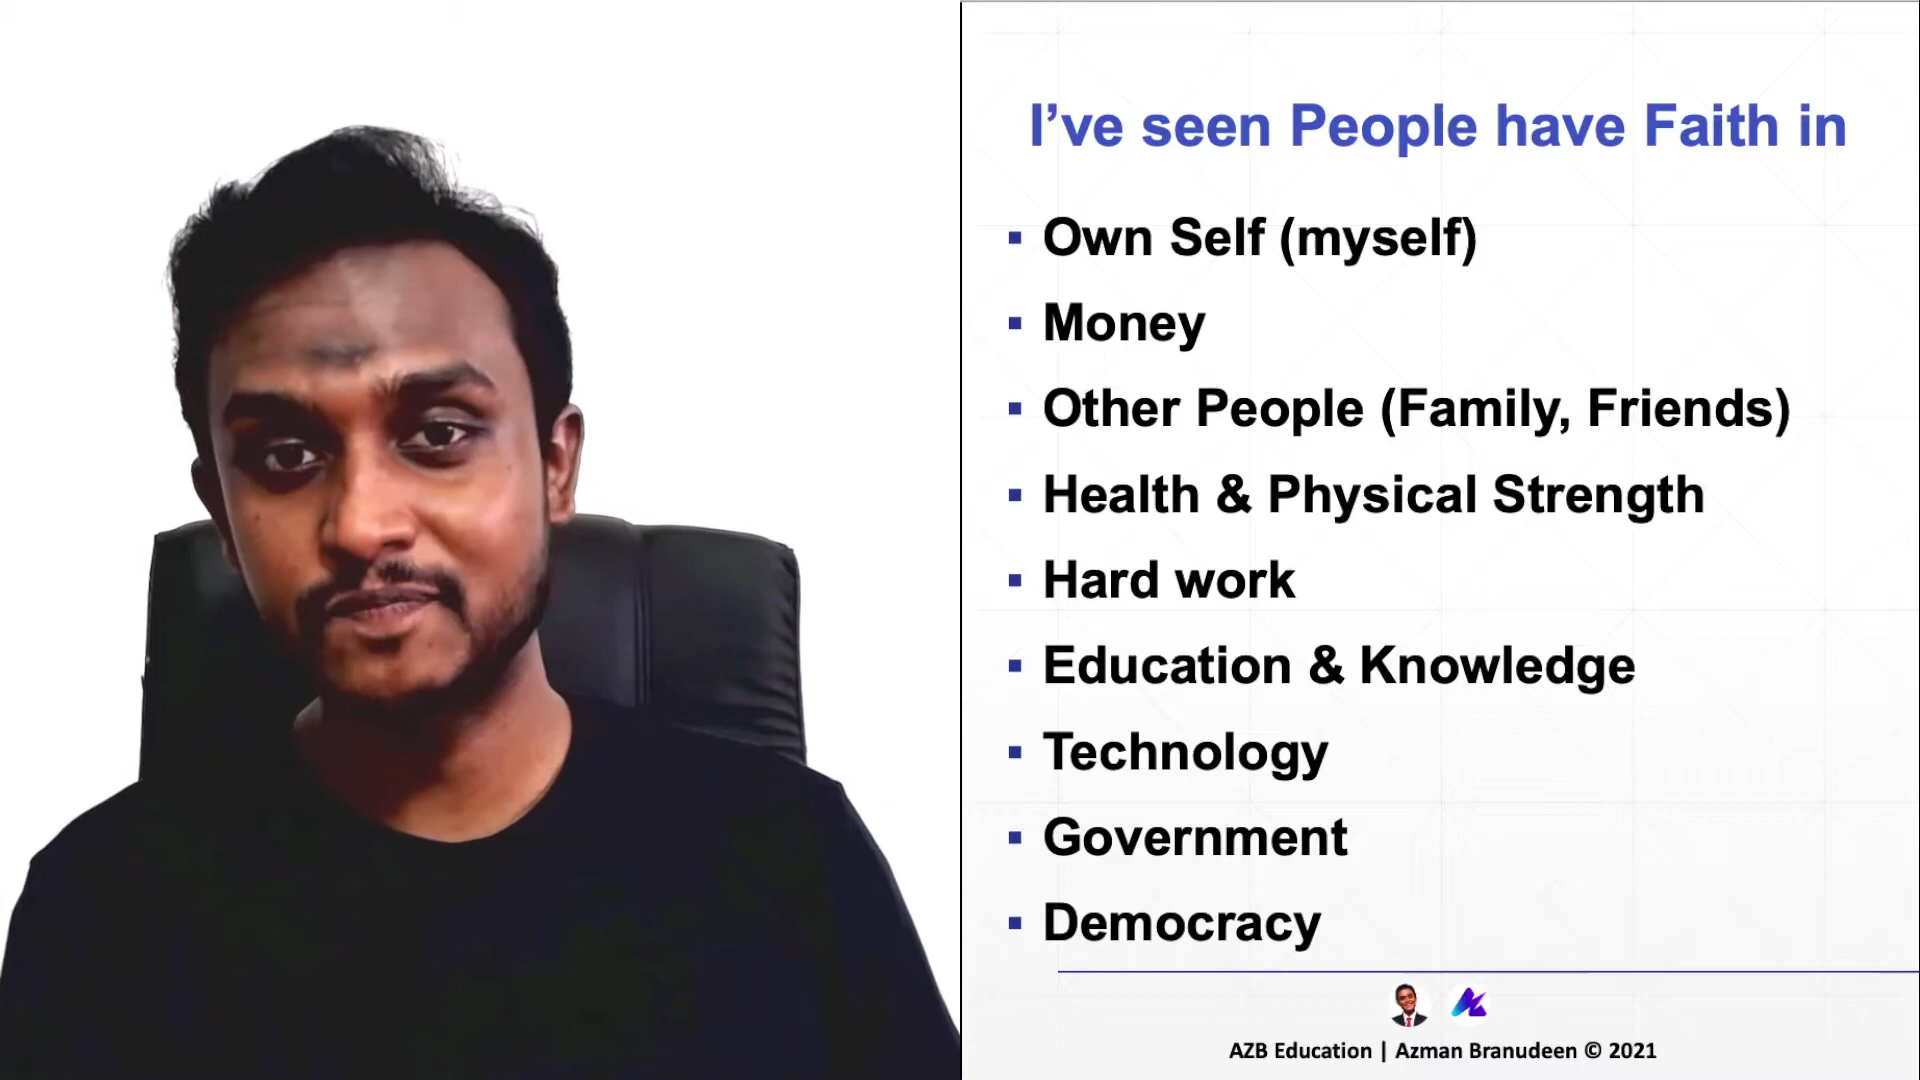 I’ve seen People have Faith in
▪ Own Self (myself)
▪ Money
▪ Other People (Family, Friends)
▪ Health & Physical Strength
▪ Hard work
▪ Education & Knowledge
▪ Technology
▪ Government
▪ Democracy
AZB Education | Azman Branudeen © 2021